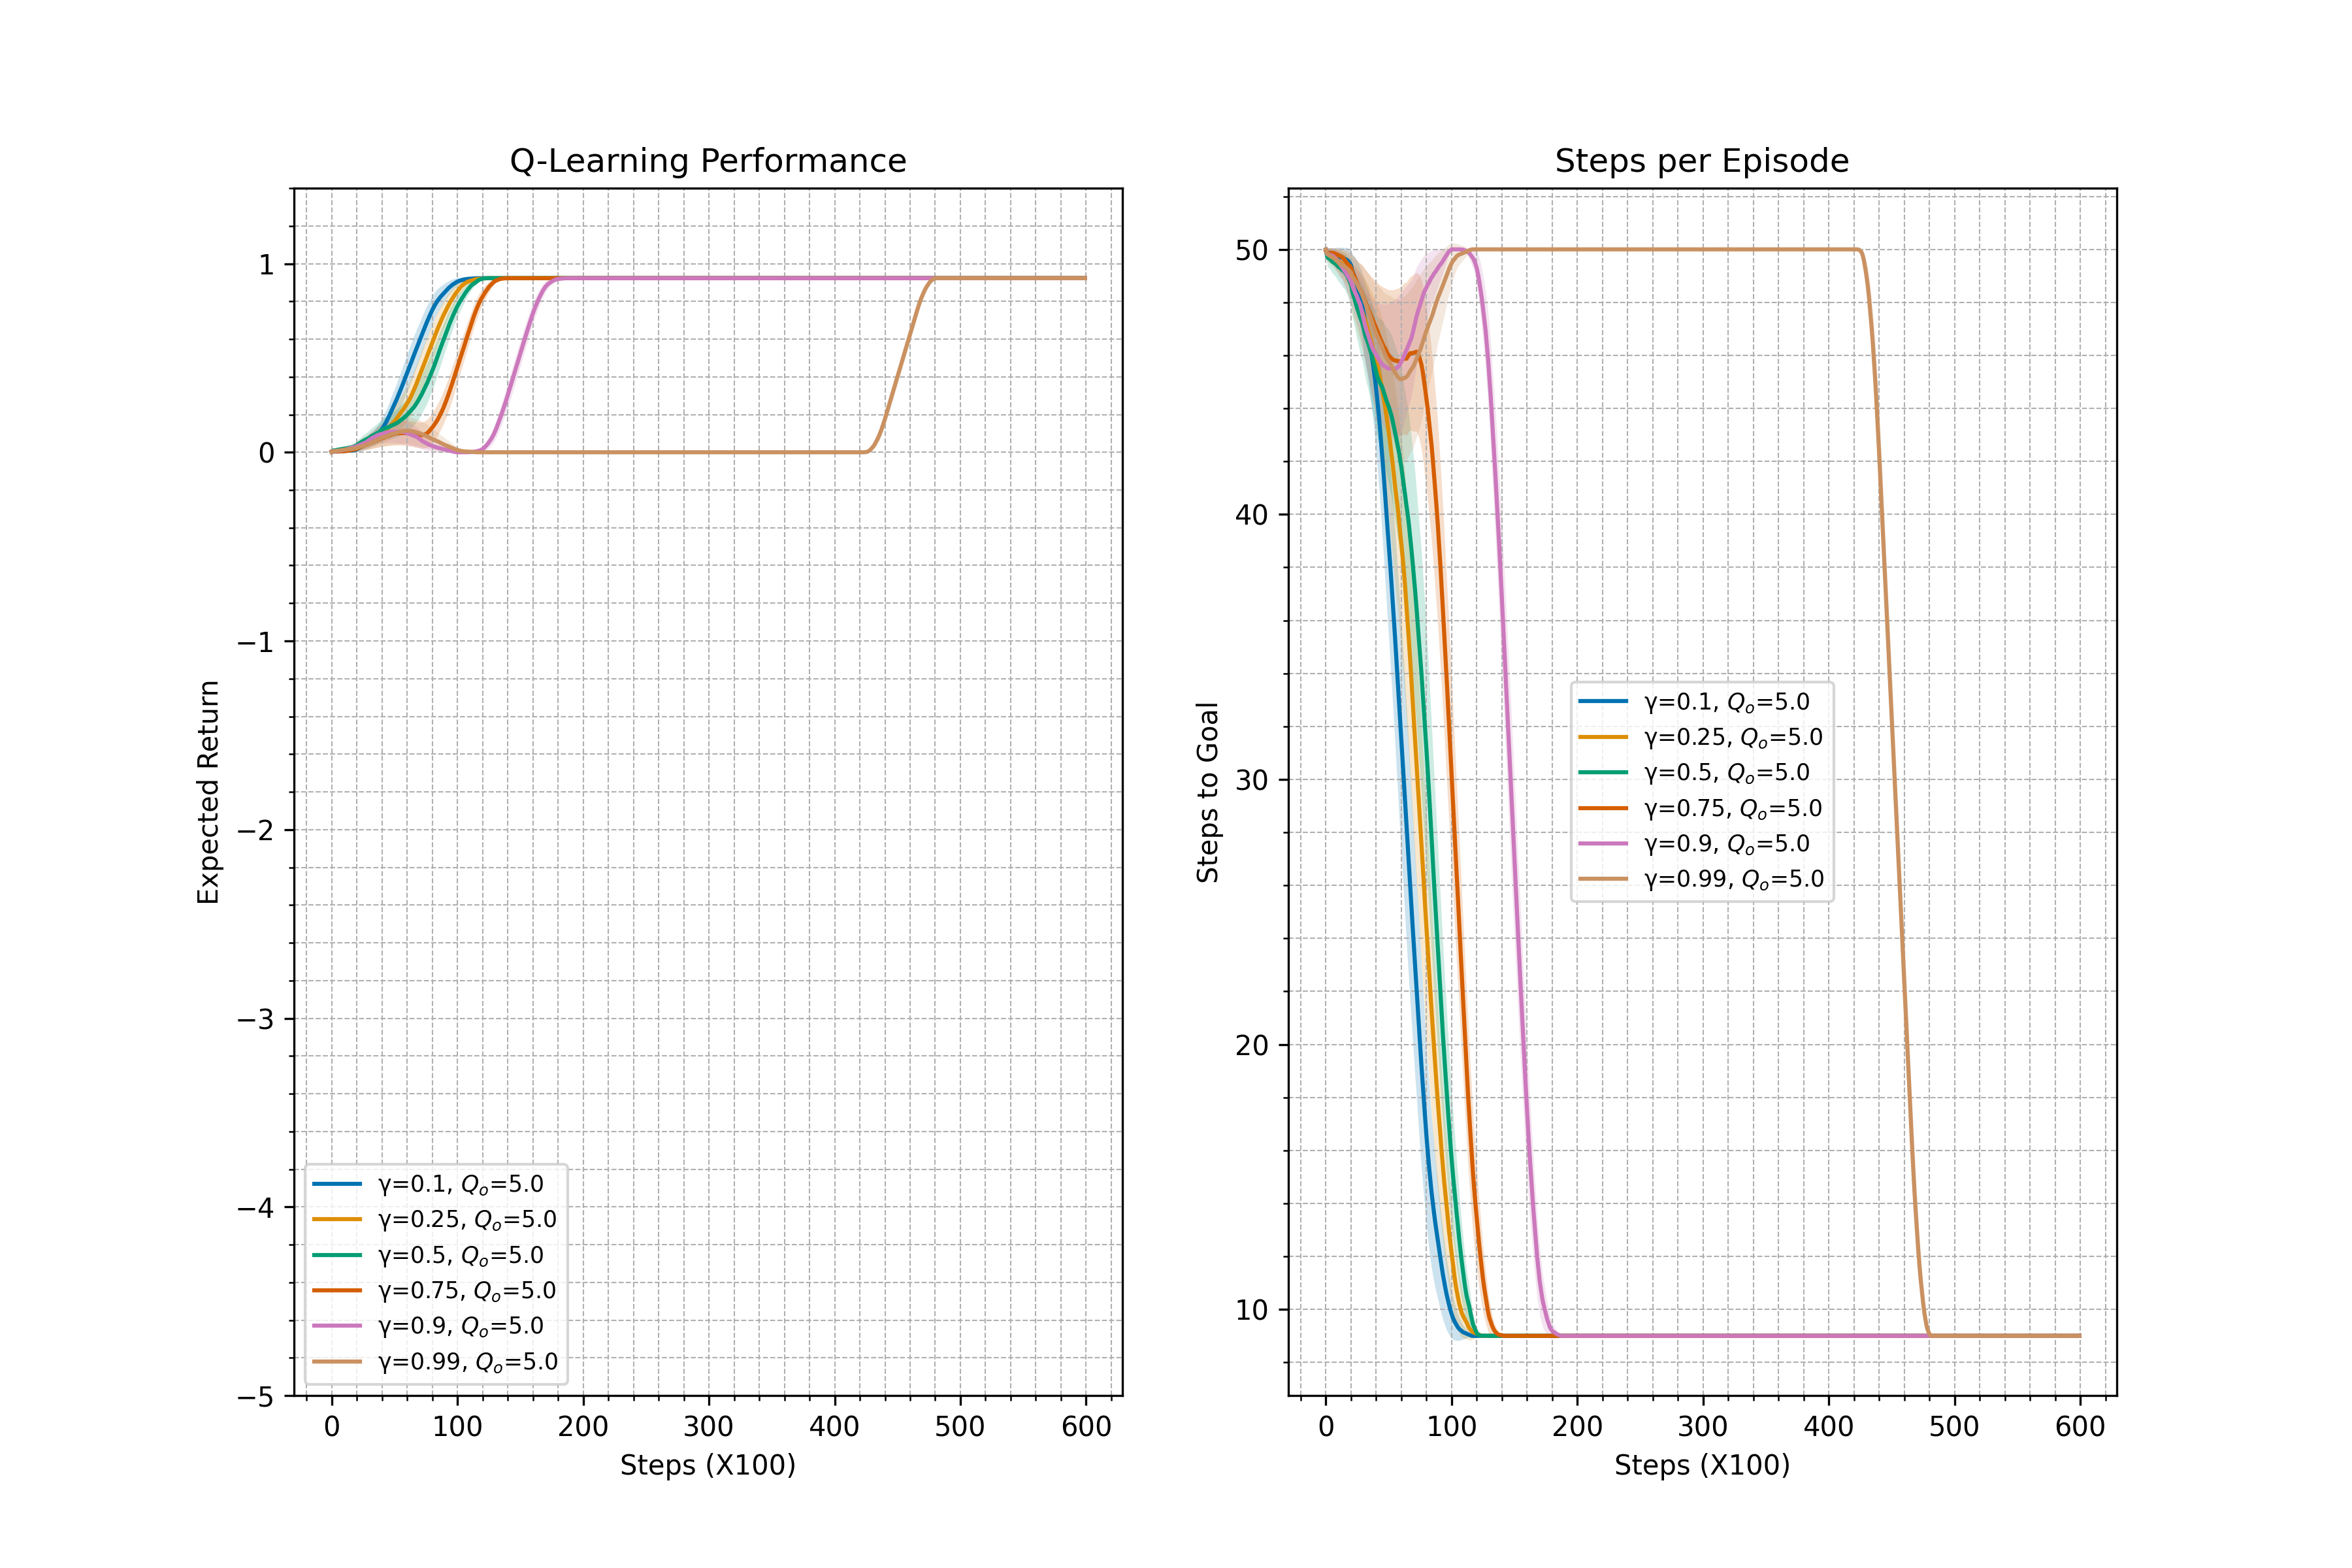 Q-Learning Performance
1
0
−1
−2
−3
−4
−5
Expected Return
0 100 200 300 400 500 600
Steps (X100)
γ=0.1, Qo=5.0
γ=0.25, Qo=5.0
γ=0.5, Qo=5.0
γ=0.75, Qo=5.0
γ=0.9, Qo=5.0
γ=0.99, Qo=5.0
Steps per Episode
50
40
30
20
10
Steps to Goal
0 100 200 300 400 500 600
Steps (X100)
γ=0.1, Qo=5.0
γ=0.25, Qo=5.0
γ=0.5, Qo=5.0
γ=0.75, Qo=5.0
γ=0.9, Qo=5.0
γ=0.99, Qo=5.0